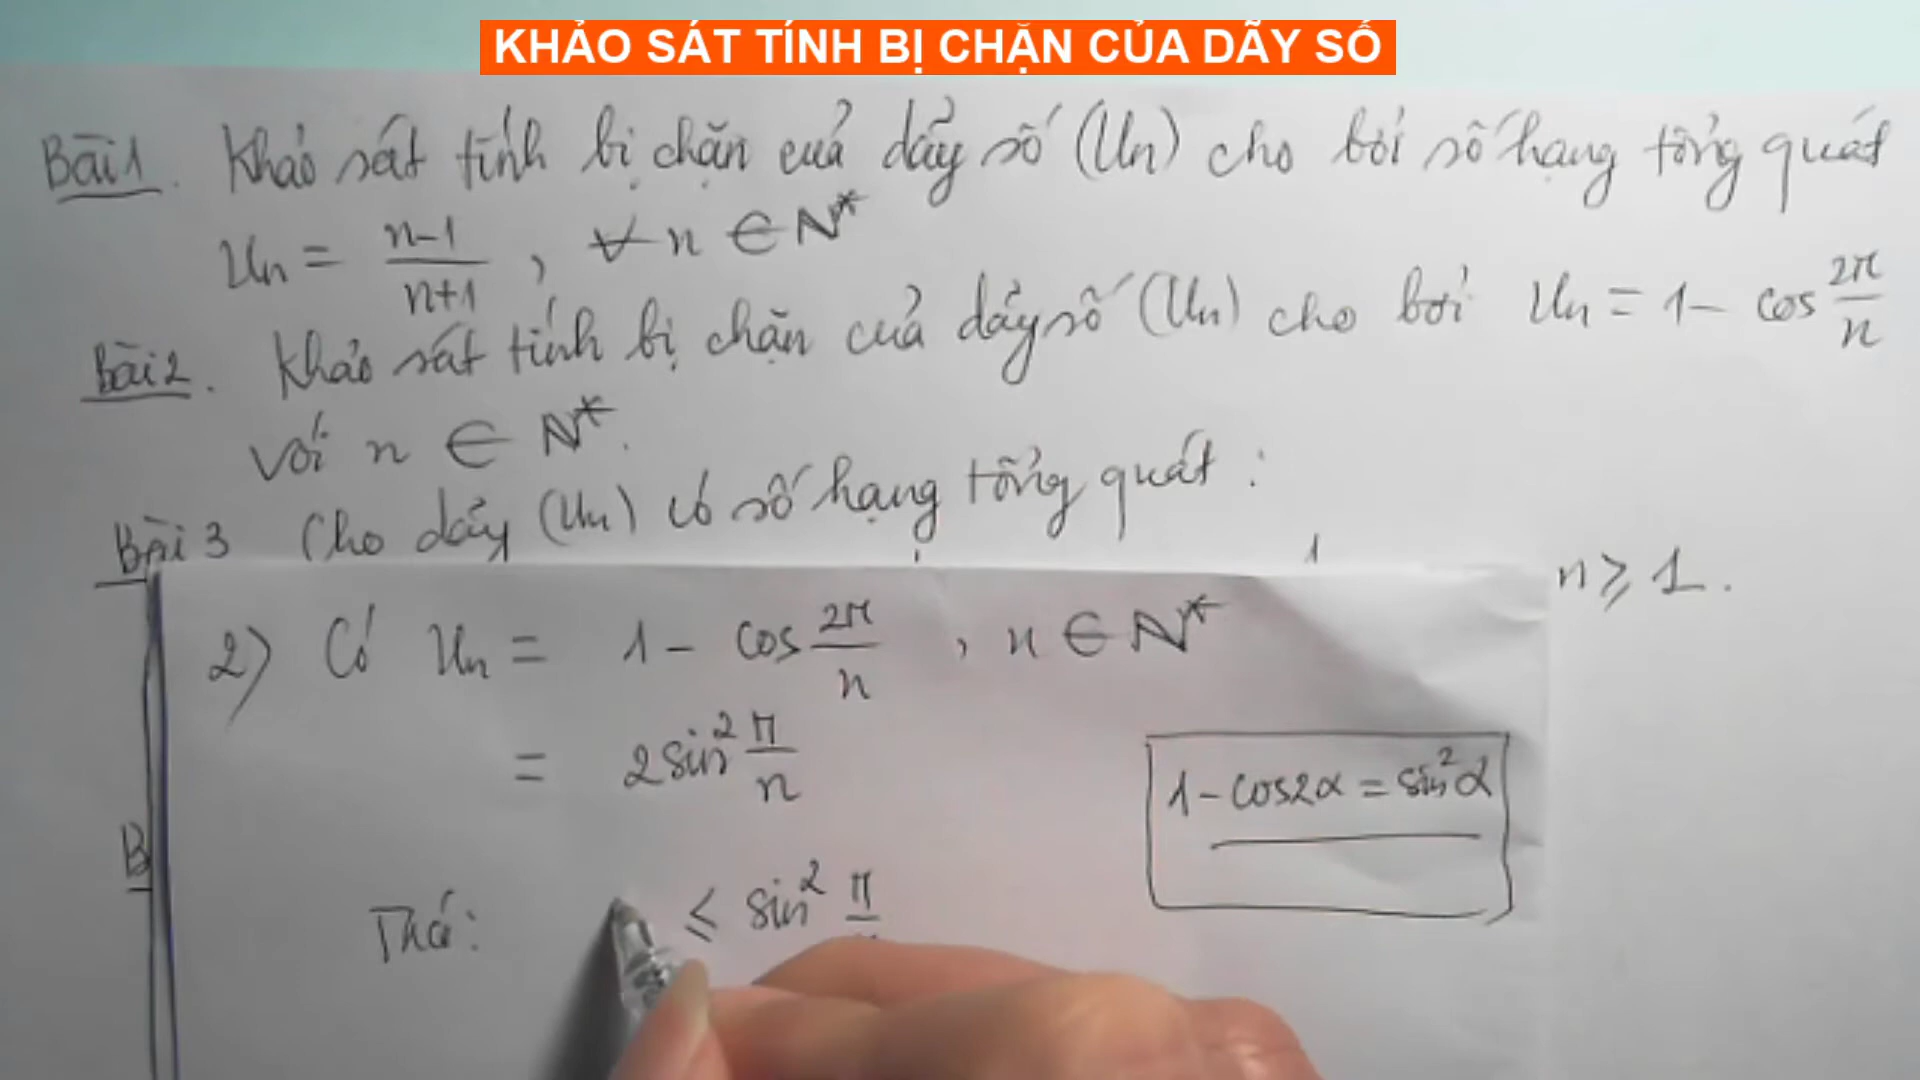 KHẢO SÁT TÍNH BỊ CHẶN CỦA DÃY SỐ
Bài 1. Khảo sát tính bị chặn của dãy số (Un) cho bởi số hạng tổng quát
Un = n-1/n+1, ∀n ∈ N*
Bài 2. Khảo sát tính bị chặn của dãy số (Un) cho bởi Un = 1 - cos 2π/n
với n ∈ N*.
Bài 3 Cho dãy (Un) có số hạng tổng quát:
n ≥ 1.
2) Có Un = 1 - cos 2π/n, n ∈ N*
= 2sin² π/n
1 - cos2α = sin²α
B
Thấy: ≤ sin² π